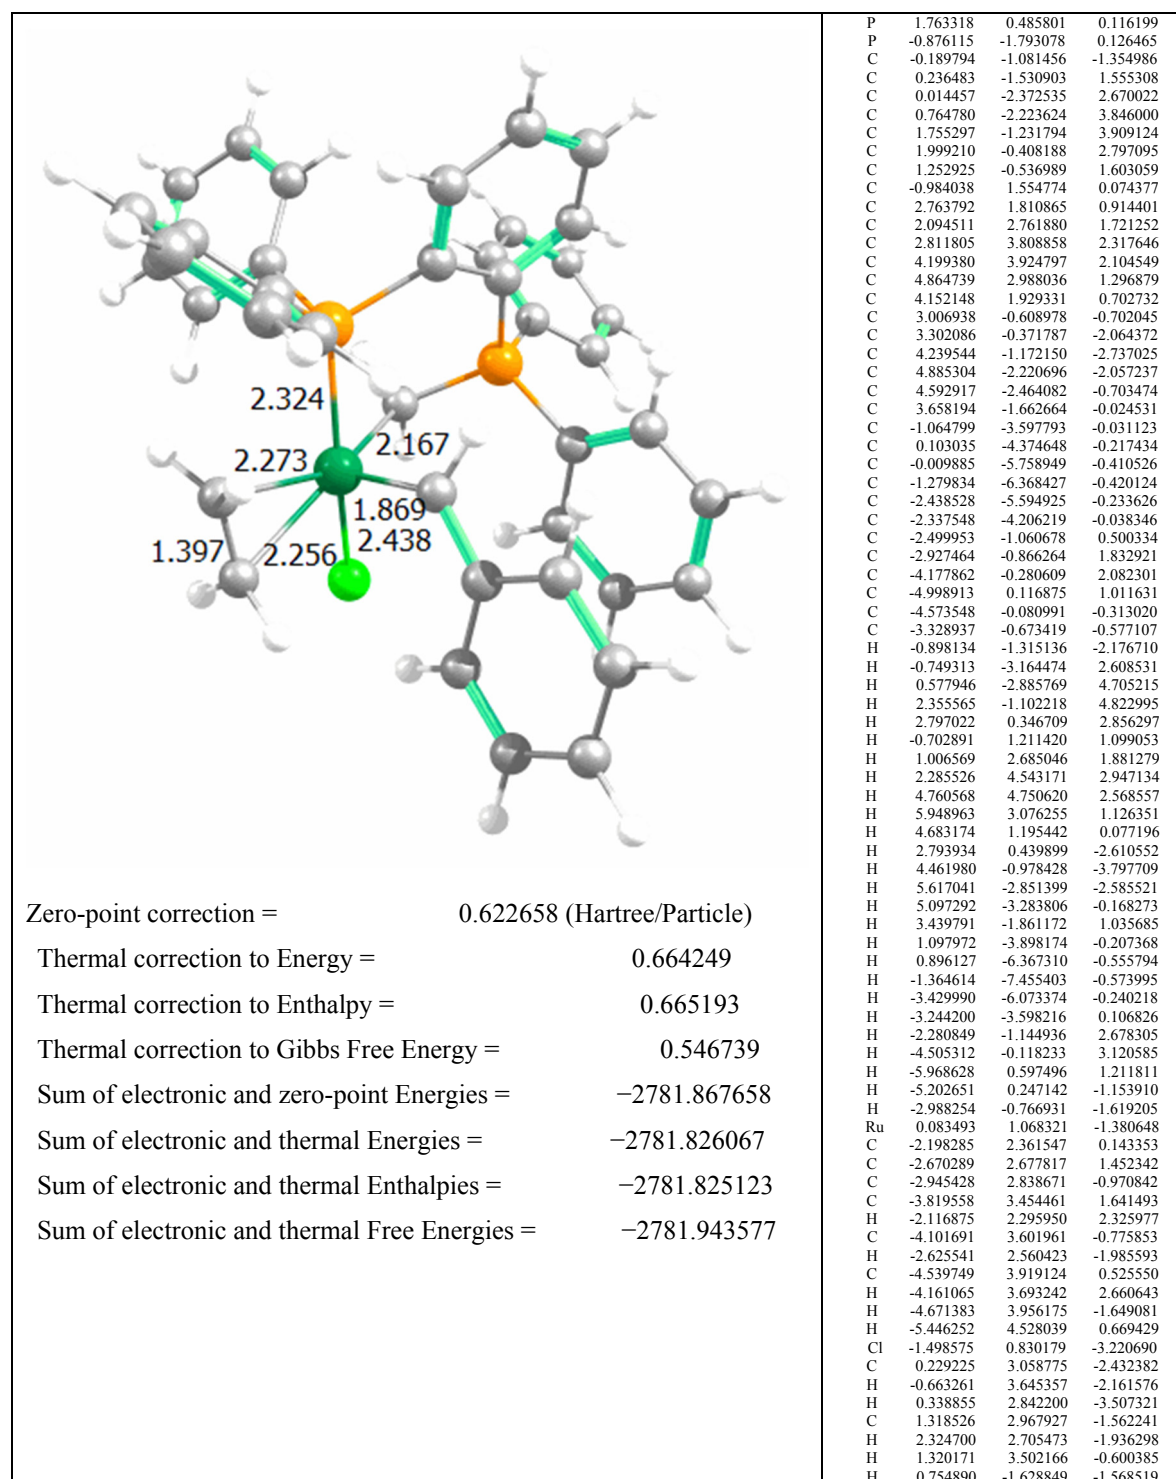 2.324
2.167
2.273
1.869
1.397
2.256
2.438
Zero-point correction = 0.622658 (Hartree/Particle)
Thermal correction to Energy = 0.664249
Thermal correction to Enthalpy = 0.665193
Thermal correction to Gibbs Free Energy = 0.546739
Sum of electronic and zero-point Energies = −2781.867658
Sum of electronic and thermal Energies = −2781.826067
Sum of electronic and thermal Enthalpies = −2781.825123
Sum of electronic and thermal Free Energies = −2781.943577
P 1.763318 0.485801 0.116199
P -0.876115 -1.793078 0.126465
C -0.189794 -1.081456 -1.354986
C 0.236483 -1.530903 1.555308
C 0.014457 -2.372535 2.670022
C 0.764780 -2.223624 3.846000
C 1.755297 -1.231794 3.909124
C 1.999210 -0.408188 2.797095
C 1.252925 -0.536989 1.603059
C -0.984038 1.554774 0.074377
C 2.763792 1.810865 0.914401
C 2.094511 2.761880 1.721252
C 2.811805 3.808858 2.317646
C 4.199380 3.924797 2.104549
C 4.864739 2.988036 1.296879
C 4.152148 1.929331 0.702732
C 3.006938 -0.608978 -0.702045
C 3.302086 -0.371787 -2.064372
C 4.239544 -1.172150 -2.737025
C 4.885304 -2.220696 -2.057237
C 4.592917 -2.464082 -0.703474
C 3.658194 -1.662664 -0.024531
C -1.064799 -3.597793 -0.031123
C 0.103035 -4.374648 -0.217434
C -0.009885 -5.758949 -0.410526
C -1.279834 -6.368427 -0.420124
C -2.438528 -5.594925 -0.233626
C -2.337548 -4.206219 -0.038346
C -2.499953 -1.060678 0.500334
C -2.927464 -0.866264 1.832921
C -4.177862 -0.280609 2.082301
C -4.998913 0.116875 1.011631
C -4.573548 -0.080991 -0.313020
C -3.328937 -0.673419 -0.577107
H -0.898134 -1.315136 -2.176710
H -0.749313 -3.164474 2.608531
H 0.577946 -2.885769 4.705215
H 2.355565 -1.102218 4.822995
H 2.797022 0.346709 2.856297
H -0.702891 1.211420 1.099053
H 1.006569 2.685046 1.881279
H 2.285526 4.543171 2.947134
H 4.760568 4.750620 2.568557
H 5.948963 3.076255 1.126351
H 4.683174 1.195442 0.077196
H 2.793934 0.439899 -2.610552
H 4.461980 -0.978428 -3.797709
H 5.617041 -2.851399 -2.585521
H 5.097292 -3.283806 -0.168273
H 3.439791 -1.861172 1.035685
H 1.097972 -3.898174 -0.207368
H 0.896127 -6.367310 -0.555794
H -1.364614 -7.455403 -0.573995
H -3.429990 -6.073374 -0.240218
H -3.244200 -3.598216 0.106826
H -2.280849 -1.144936 2.678305
H -4.505312 -0.118233 3.120585
H -5.968628 0.597496 1.211811
H -5.202651 0.247142 -1.153910
H -2.988254 -0.766931 -1.619205
Ru 0.083493 1.068321 -1.380648
C -2.198285 2.361547 0.143353
C -2.670289 2.677817 1.452342
C -2.945428 2.838671 -0.970842
C -3.819558 3.454461 1.641493
H -2.116875 2.295950 2.325977
C -4.101691 3.601961 -0.775853
H -2.625541 2.560423 -1.985593
C -4.539749 3.919124 0.525550
H -4.161065 3.693242 2.660643
H -4.671383 3.956175 -1.649081
H -5.446252 4.528039 0.669429
Cl -1.498575 0.830179 -3.220690
C 0.229225 3.058775 -2.432382
H -0.663261 3.645357 -2.161576
H 0.338855 2.842200 -3.507321
C 1.318526 2.967927 -1.562241
H 2.324700 2.705473 -1.936298
H 1.320171 3.502166 -0.600385
H 0.754890 -1.628849 -1.568519